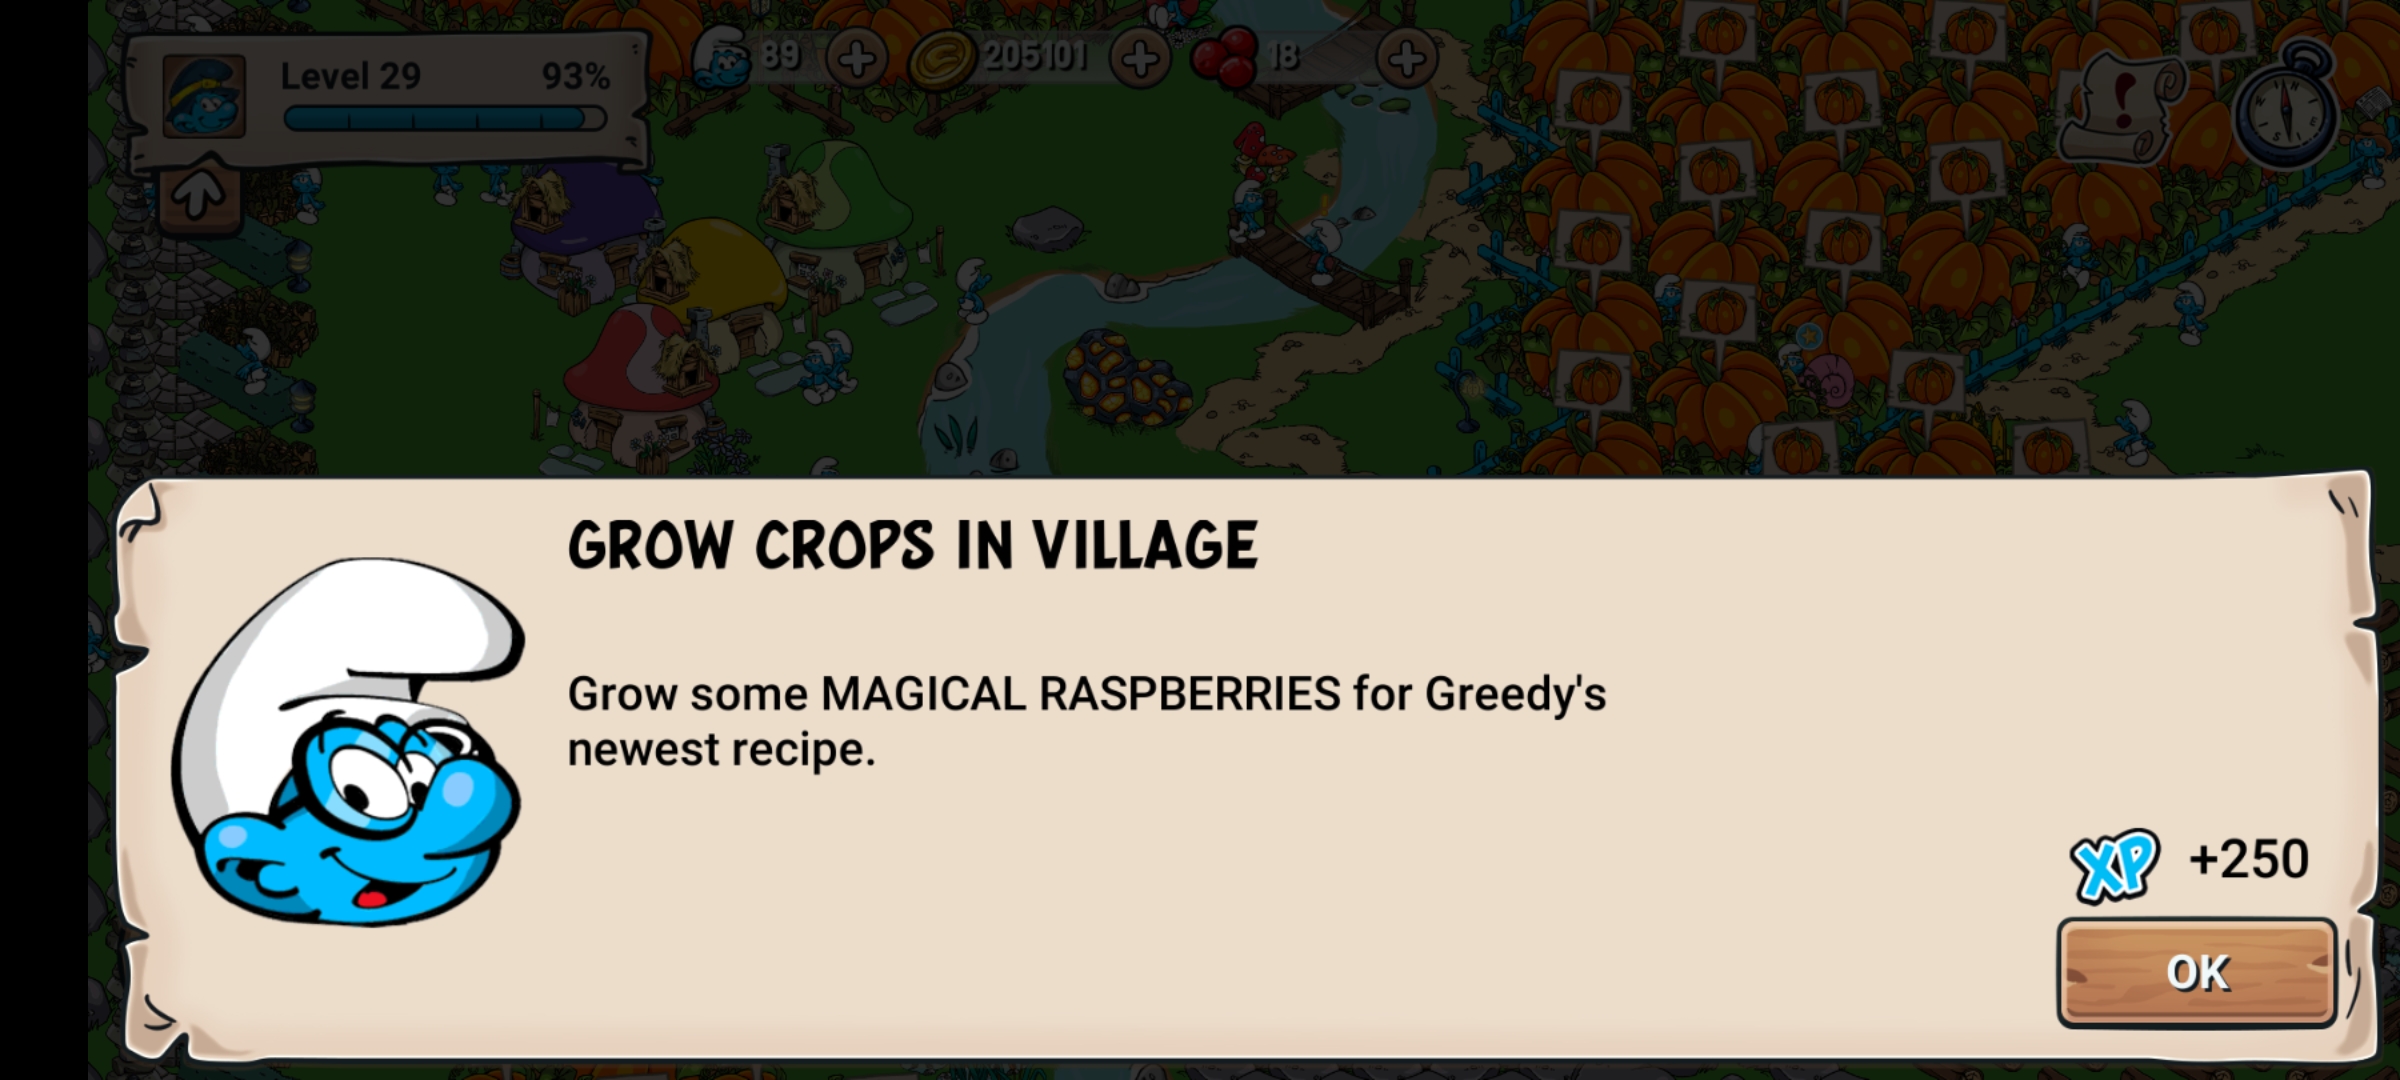 Level 29 93%
89
205101
18
GROW CROPS IN VILLAGE
Grow some MAGICAL RASPBERRIES for Greedy's
newest recipe.
XP +250
OK